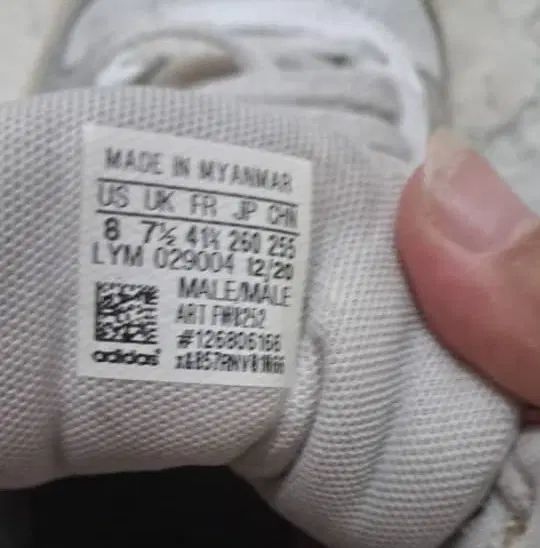 MADE IN MYANMAR
US UK FR JP CHN
8 7½ 41⅓ 260 255
LYM 029004 12/20
MALE/MALE
ART
#126806166
adidas